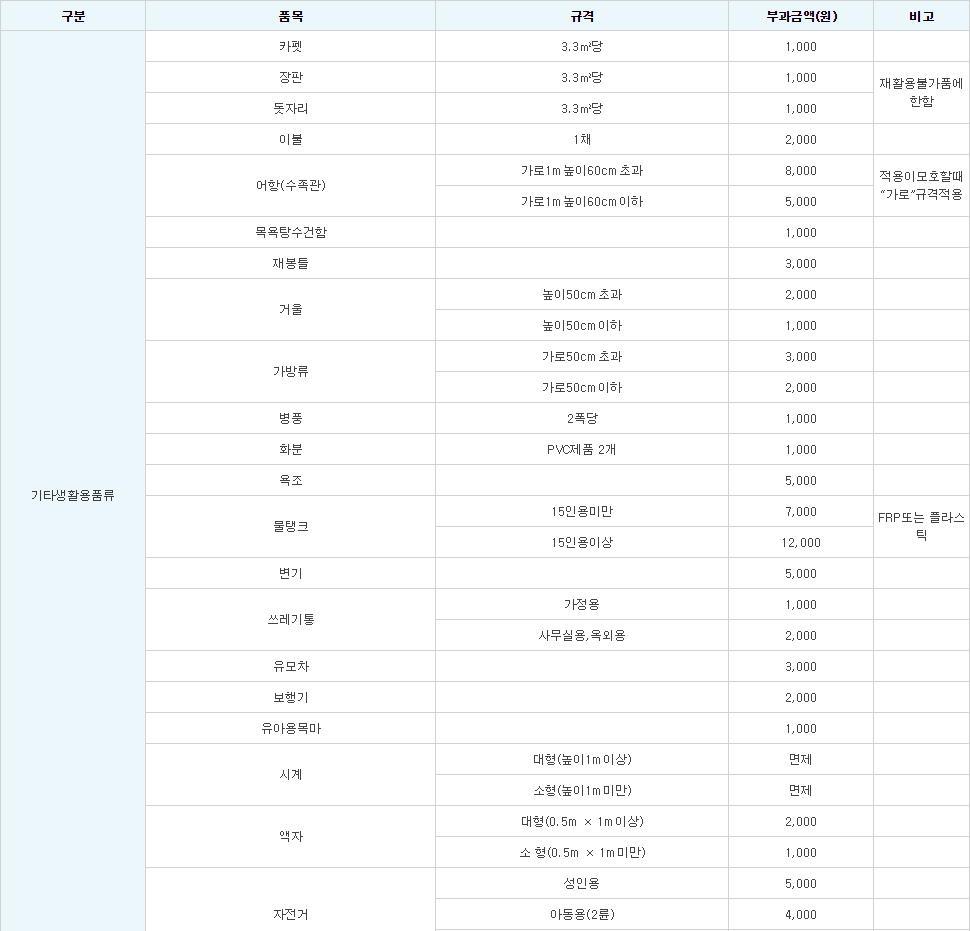 구분 품목 규격 부과금액(원) 비고
카펫 3.3㎡당 1,000
장판 3.3㎡당 1,000
재활용불가품에
한함
돗자리 3.3㎡당 1,000
이불 1채 2,000
어항(수족관)
가로1m 높이60cm 초과 8,000
가로1m 높이60cm 이하 5,000
적용이모호할때
"가로"규격적용
목욕탕수건함 1,000
재봉틀 3,000
거울
높이50cm 초과 2,000
높이50cm 이하 1,000
가방류
가로50cm 초과 3,000
가로50cm 이하 2,000
병풍 2폭당 1,000
화분 PVC제품 2개 1,000
욕조 5,000
기타생활용품류
물탱크
15인용미만 7,000
15인용이상 12,000
FRP또는 플라스
틱
변기 5,000
쓰레기통
가정용 1,000
사무실용,옥외용 2,000
유모차 3,000
보행기 2,000
유아용목마 1,000
시계
대형(높이1m 이상) 면제
소형(높이1m 미만) 면제
액자
대형(0.5m × 1m 이상) 2,000
소 형(0.5m × 1m 미만) 1,000
자전거
성인용 5,000
아동용(2륜) 4,000